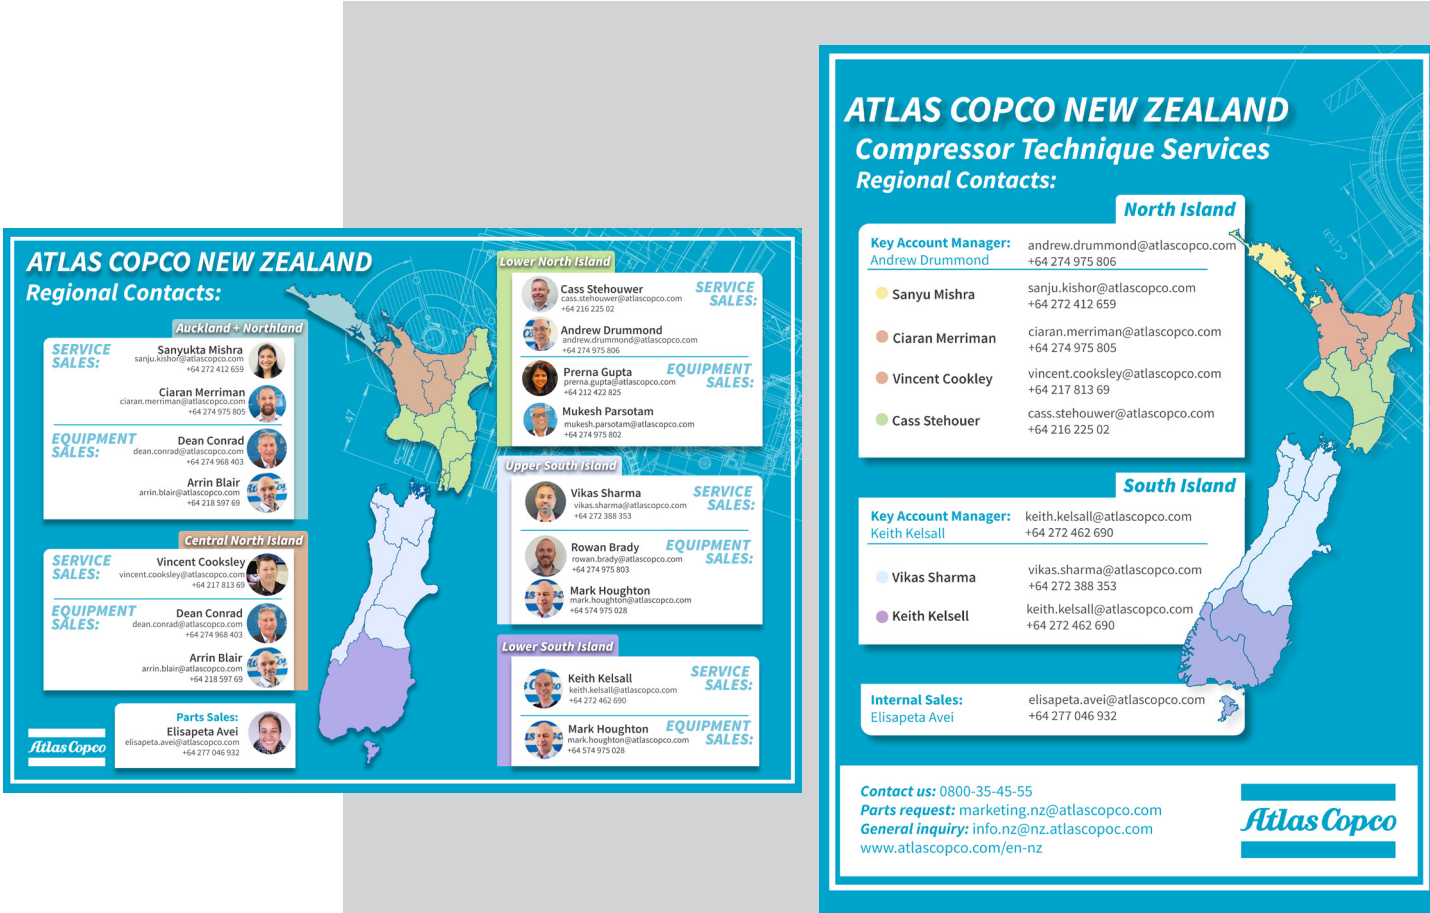 ATLAS COPCO NEW ZEALAND
Regional Contacts:
Auckland + Northland
SERVICE
SALES:
Sanyukta Mishra
sanju.kishor@atlascopco.com
+64 272 412 659
Ciaran Merriman
ciaran.merriman@atlascopco.com
+64 274 975 805
EQUIPMENT
SALES:
Dean Conrad
dean.conrad@atlascopco.com
+64 274 968 403
Arrin Blair
arrin.blair@atlascopco.com
+64 218 597 69
Central North Island
SERVICE
SALES:
Vincent Cooksley
vincent.cooksley@atlascopco.com
+64 217 813 69
EQUIPMENT
SALES:
Dean Conrad
dean.conrad@atlascopco.com
+64 274 968 403
Arrin Blair
arrin.blair@atlascopco.com
+64 218 597 69
Parts Sales:
Elisapeta Avei
elisapeta.avei@atlascopco.com
+64 277 046 932
Atlas Copco
Lower North Island
Cass Stehouwer
cass.stehouwer@atlascopco.com
+64 216 225 02
SERVICE
SALES:
Andrew Drummond
andrew.drummond@atlascopco.com
+64 274 975 806
Prerna Gupta
prerna.gupta@atlascopco.com
+64 212 422 825
EQUIPMENT
SALES:
Mukesh Parsotam
mukesh.parsotam@atlascopco.com
+64 274 975 802
Upper South Island
Vikas Sharma
vikas.sharma@atlascopco.com
+64 272 388 353
SERVICE
SALES:
Rowan Brady
rowan.brady@atlascopco.com
+64 274 975 803
EQUIPMENT
SALES:
Mark Houghton
mark.houghton@atlascopco.com
+64 574 975 028
Lower South Island
Keith Kelsall
keith.kelsall@atlascopco.com
+64 272 462 690
SERVICE
SALES:
Mark Houghton
mark.houghton@atlascopco.com
+64 574 975 028
EQUIPMENT
SALES:
ATLAS COPCO NEW ZEALAND
Compressor Technique Services
Regional Contacts:
North Island
Key Account Manager:
Andrew Drummond
andrew.drummond@atlascopco.com
+64 274 975 806
Sanyu Mishra
sanju.kishor@atlascopco.com
+64 272 412 659
Ciaran Merriman
ciaran.merriman@atlascopco.com
+64 274 975 805
Vincent Cookley
vincent.cooksley@atlascopco.com
+64 217 813 69
Cass Stehouer
cass.stehouwer@atlascopco.com
+64 216 225 02
South Island
Key Account Manager:
Keith Kelsall
keith.kelsall@atlascopco.com
+64 272 462 690
Vikas Sharma
vikas.sharma@atlascopco.com
+64 272 388 353
Keith Kelsell
keith.kelsall@atlascopco.com
+64 272 462 690
Internal Sales:
Elisapeta Avei
elisapeta.avei@atlascopco.com
+64 277 046 932
Contact us: 0800-35-45-55
Parts request: marketing.nz@atlascopco.com
General inquiry: info.nz@nz.atlascopoc.com
www.atlascopco.com/en-nz
Atlas Copco